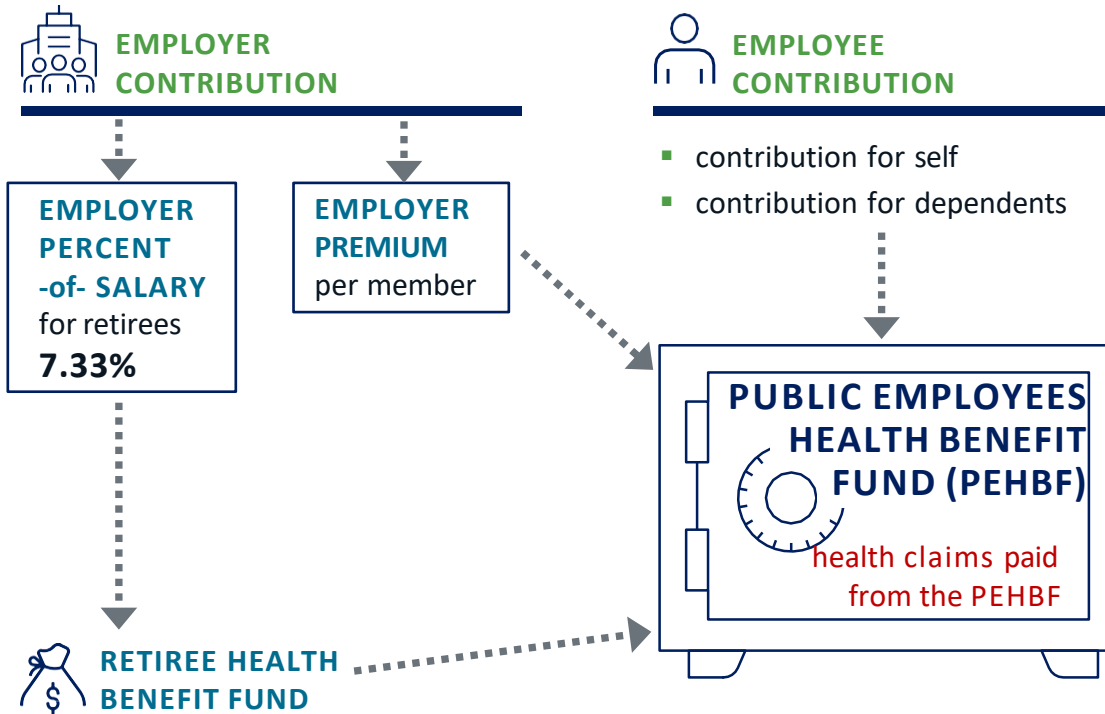 EMPLOYER
CONTRIBUTION
EMPLOYER
PERCENT
-of- SALARY
for retirees
7.33%
EMPLOYER
PREMIUM
per member
EMPLOYEE
CONTRIBUTION
▪ contribution for self
▪ contribution for dependents
RETIREE HEALTH
BENEFIT FUND
$
PUBLIC EMPLOYEES
HEALTH BENEFIT
FUND (PEHBF)
health claims paid
from the PEHBF